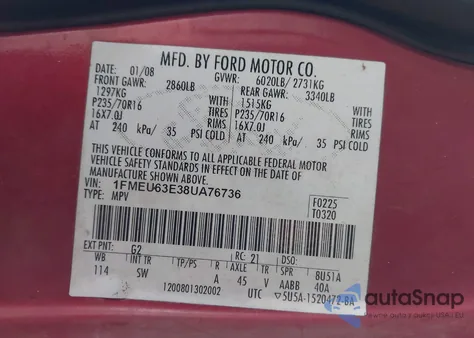 MFD. BY FORD MOTOR CO.
DATE: 01/08 GVWR: 6020LB/ 2731KG
FRONT GAWR: 2860LB REAR GAWR: 3340LB
1297KG WITH 1515KG WITH
P235/70R16 TIRES P235/70R16 TIRES
16X7.0J RIMS 16X7.0J RIMS
AT 240 kPa/ 35 PSI COLD AT 240 kPa/ 35 PSI COLD
THIS VEHICLE CONFORMS TO ALL APPLICABLE FEDERAL MOTOR
VEHICLE SAFETY STANDARDS IN EFFECT ON THE DATE OF
MANUFACTURE SHOWN ABOVE.
VIN: 1FMEU63E38UA76736
TYPE: MPV
F0225
T0320
EXT PNT: G2 RC: 21 DSO:
WB INT TR TP/PS R AXLE TR SPR 8U51A
114 SW A 45 V AABB 40A
1200801302002 UTC ▽5U5A-1520472-BA
autoSnap